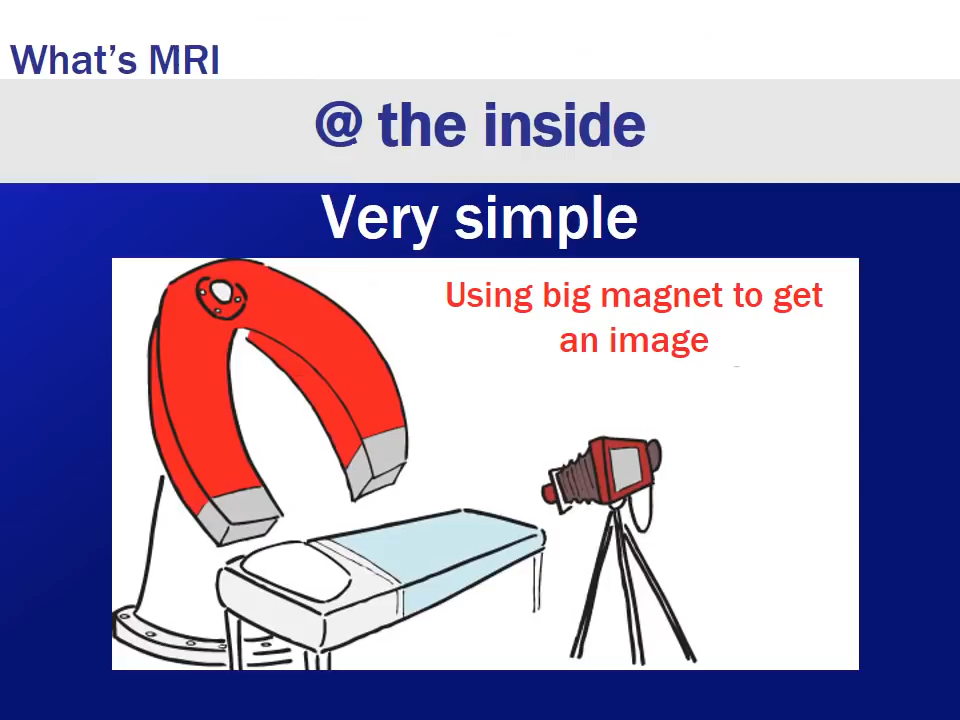 What's MRI
@ the inside
Very simple
Using big magnet to get
an image